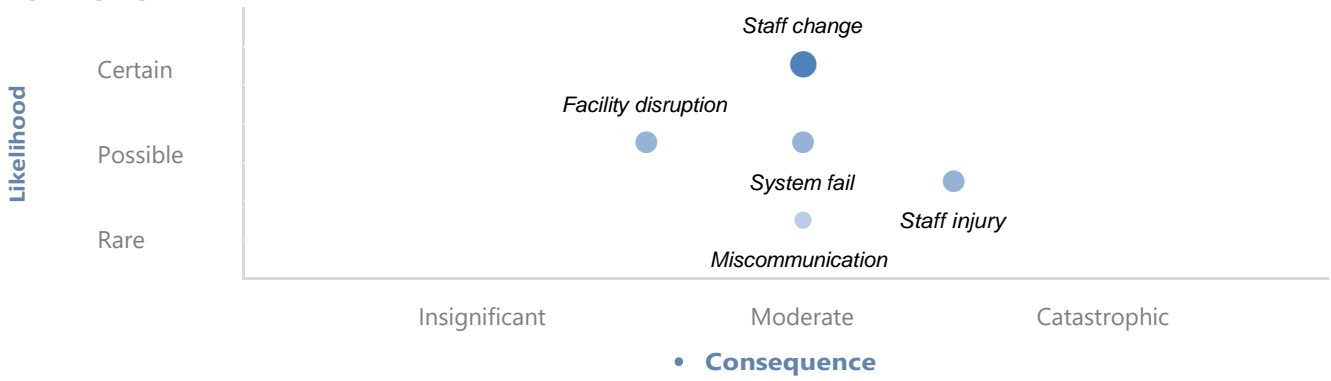 Staff change
Certain
Facility disruption
Likelihood
Possible
System fail
Staff injury
Rare
Miscommunication
Insignificant Moderate Catastrophic
• Consequence